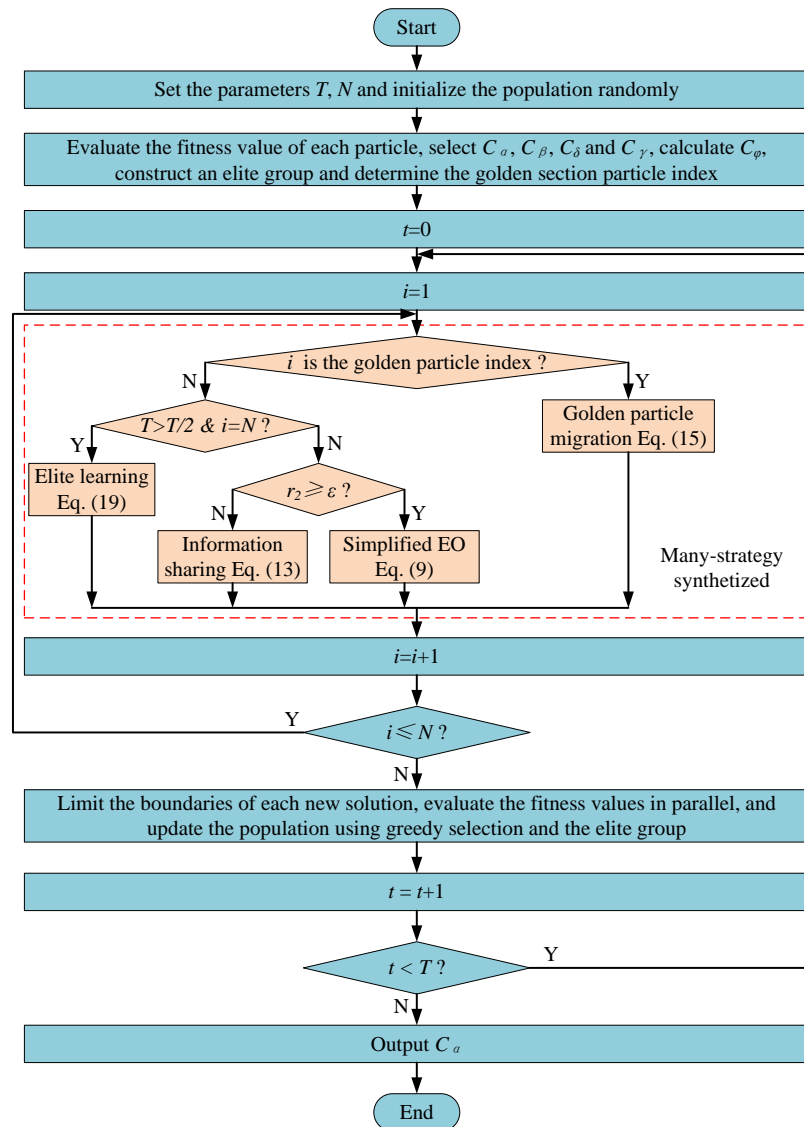 Start
Set the parameters T, N and initialize the population randomly
Evaluate the fitness value of each particle, select C α, C β, C δ and C γ, calculate C φ,
construct an elite group and determine the golden section particle index
t=0
i=1
i is the golden particle index ?
N
Y
T>T/2 & i=N ?
Golden particle
migration Eq. (15)
Y
N
Elite learning
Eq. (19)
r2 ≥ ε ?
N
Y
Information
sharing Eq. (13)
Simplified EO
Eq. (9)
Many-strategy
synthetized
i=i+1
Y
i≤N ?
N
Limit the boundaries of each new solution, evaluate the fitness values in parallel, and
update the population using greedy selection and the elite group
t = t+1
Y
t < T ?
N
Output C α
End